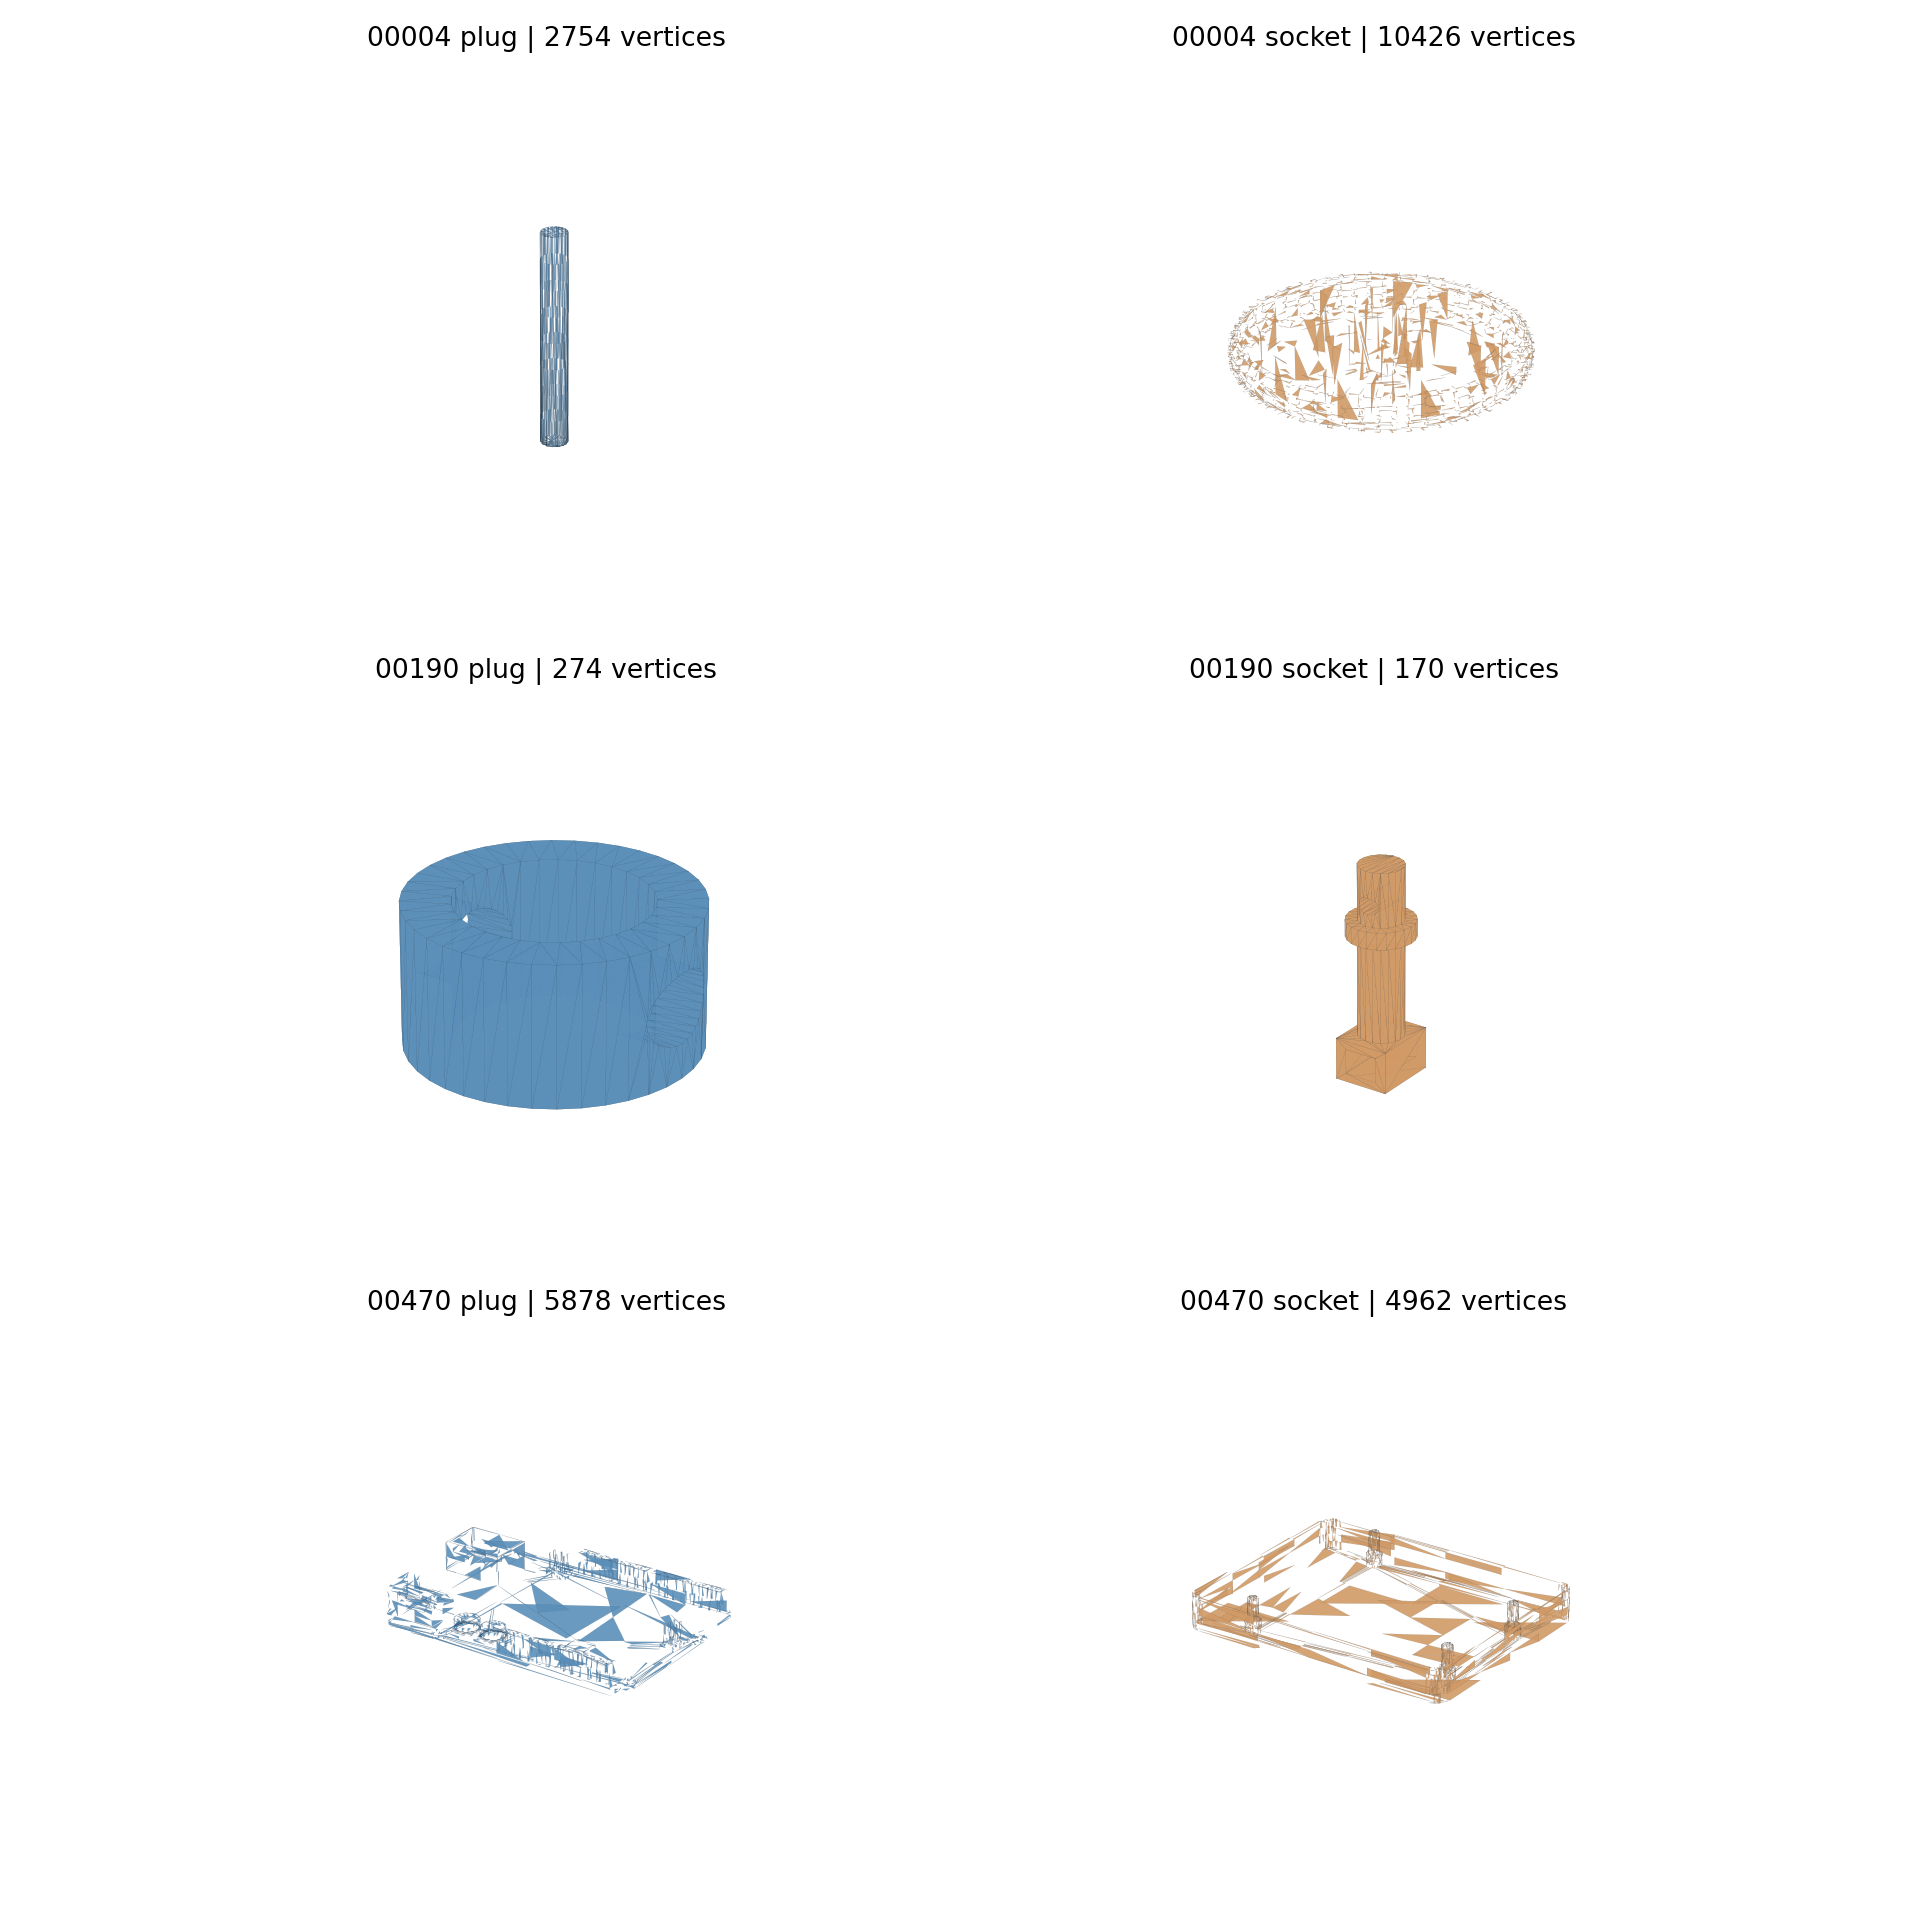 00004 plug | 2754 vertices
00004 socket | 10426 vertices
00190 plug | 274 vertices
00190 socket | 170 vertices
00470 plug | 5878 vertices
00470 socket | 4962 vertices